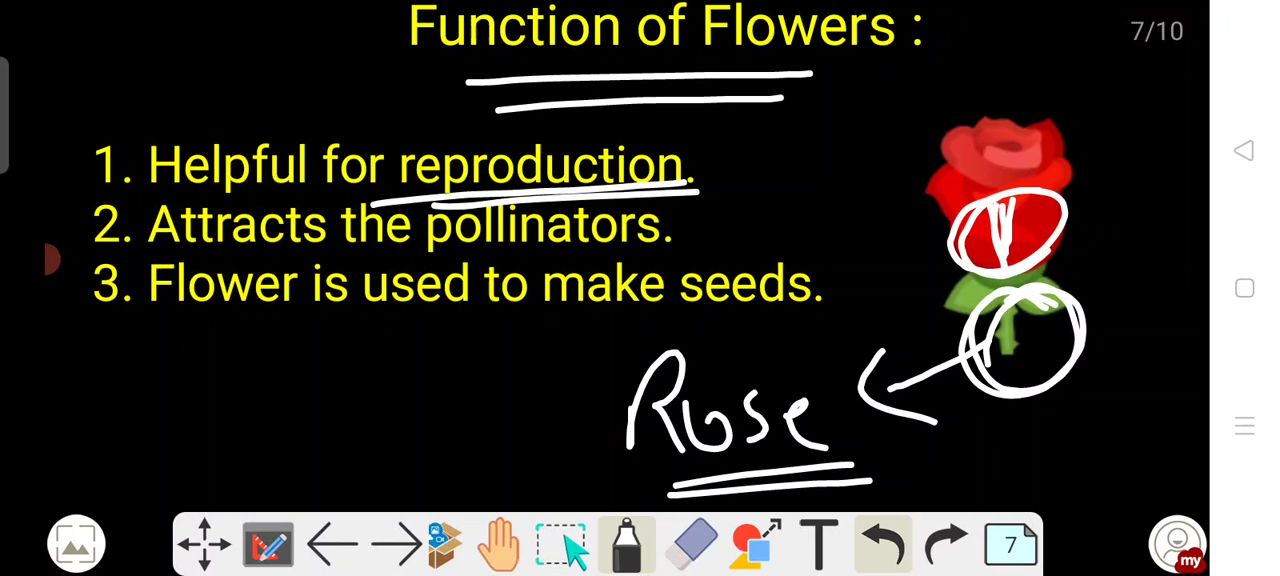 Function of Flowers :
7/10
1. Helpful for reproduction.
2. Attracts the pollinators.
3. Flower is used to make seeds.
Rose
T
7
my